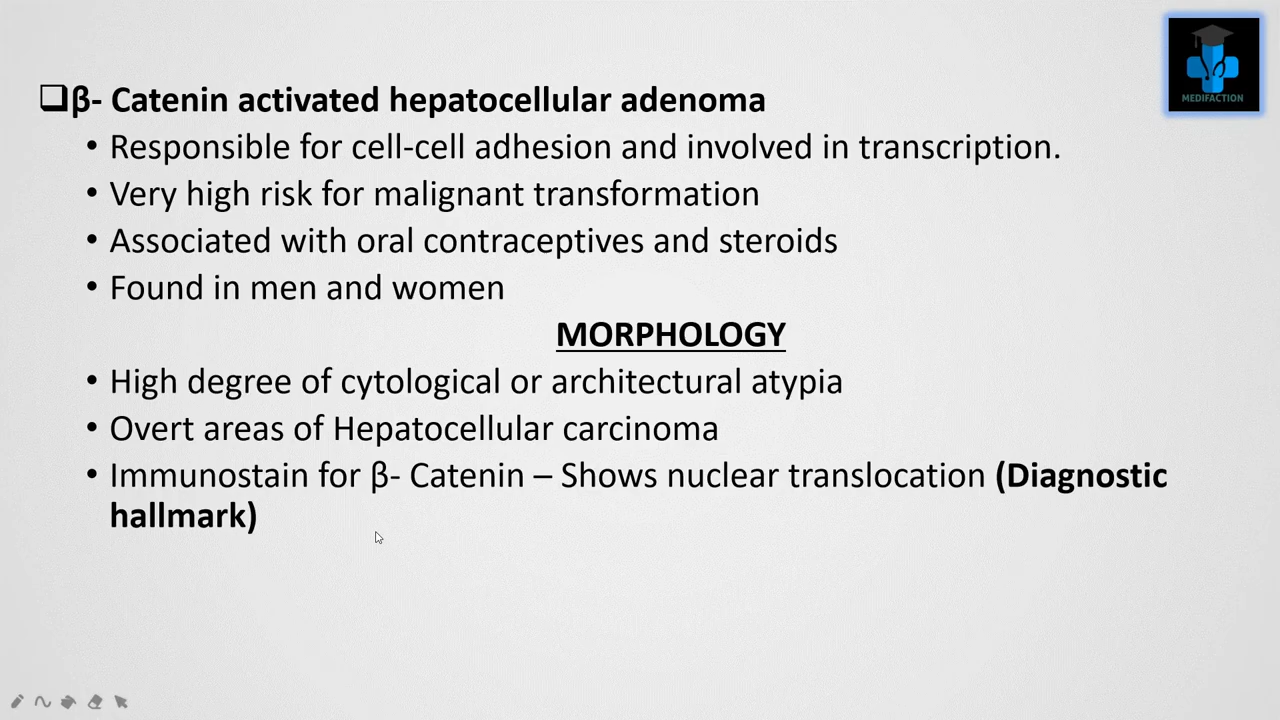 ❑β- Catenin activated hepatocellular adenoma
• Responsible for cell-cell adhesion and involved in transcription.
• Very high risk for malignant transformation
• Associated with oral contraceptives and steroids
• Found in men and women
MORPHOLOGY
• High degree of cytological or architectural atypia
• Overt areas of Hepatocellular carcinoma
• Immunostain for β- Catenin – Shows nuclear translocation (Diagnostic
hallmark)
MEDIFACTION